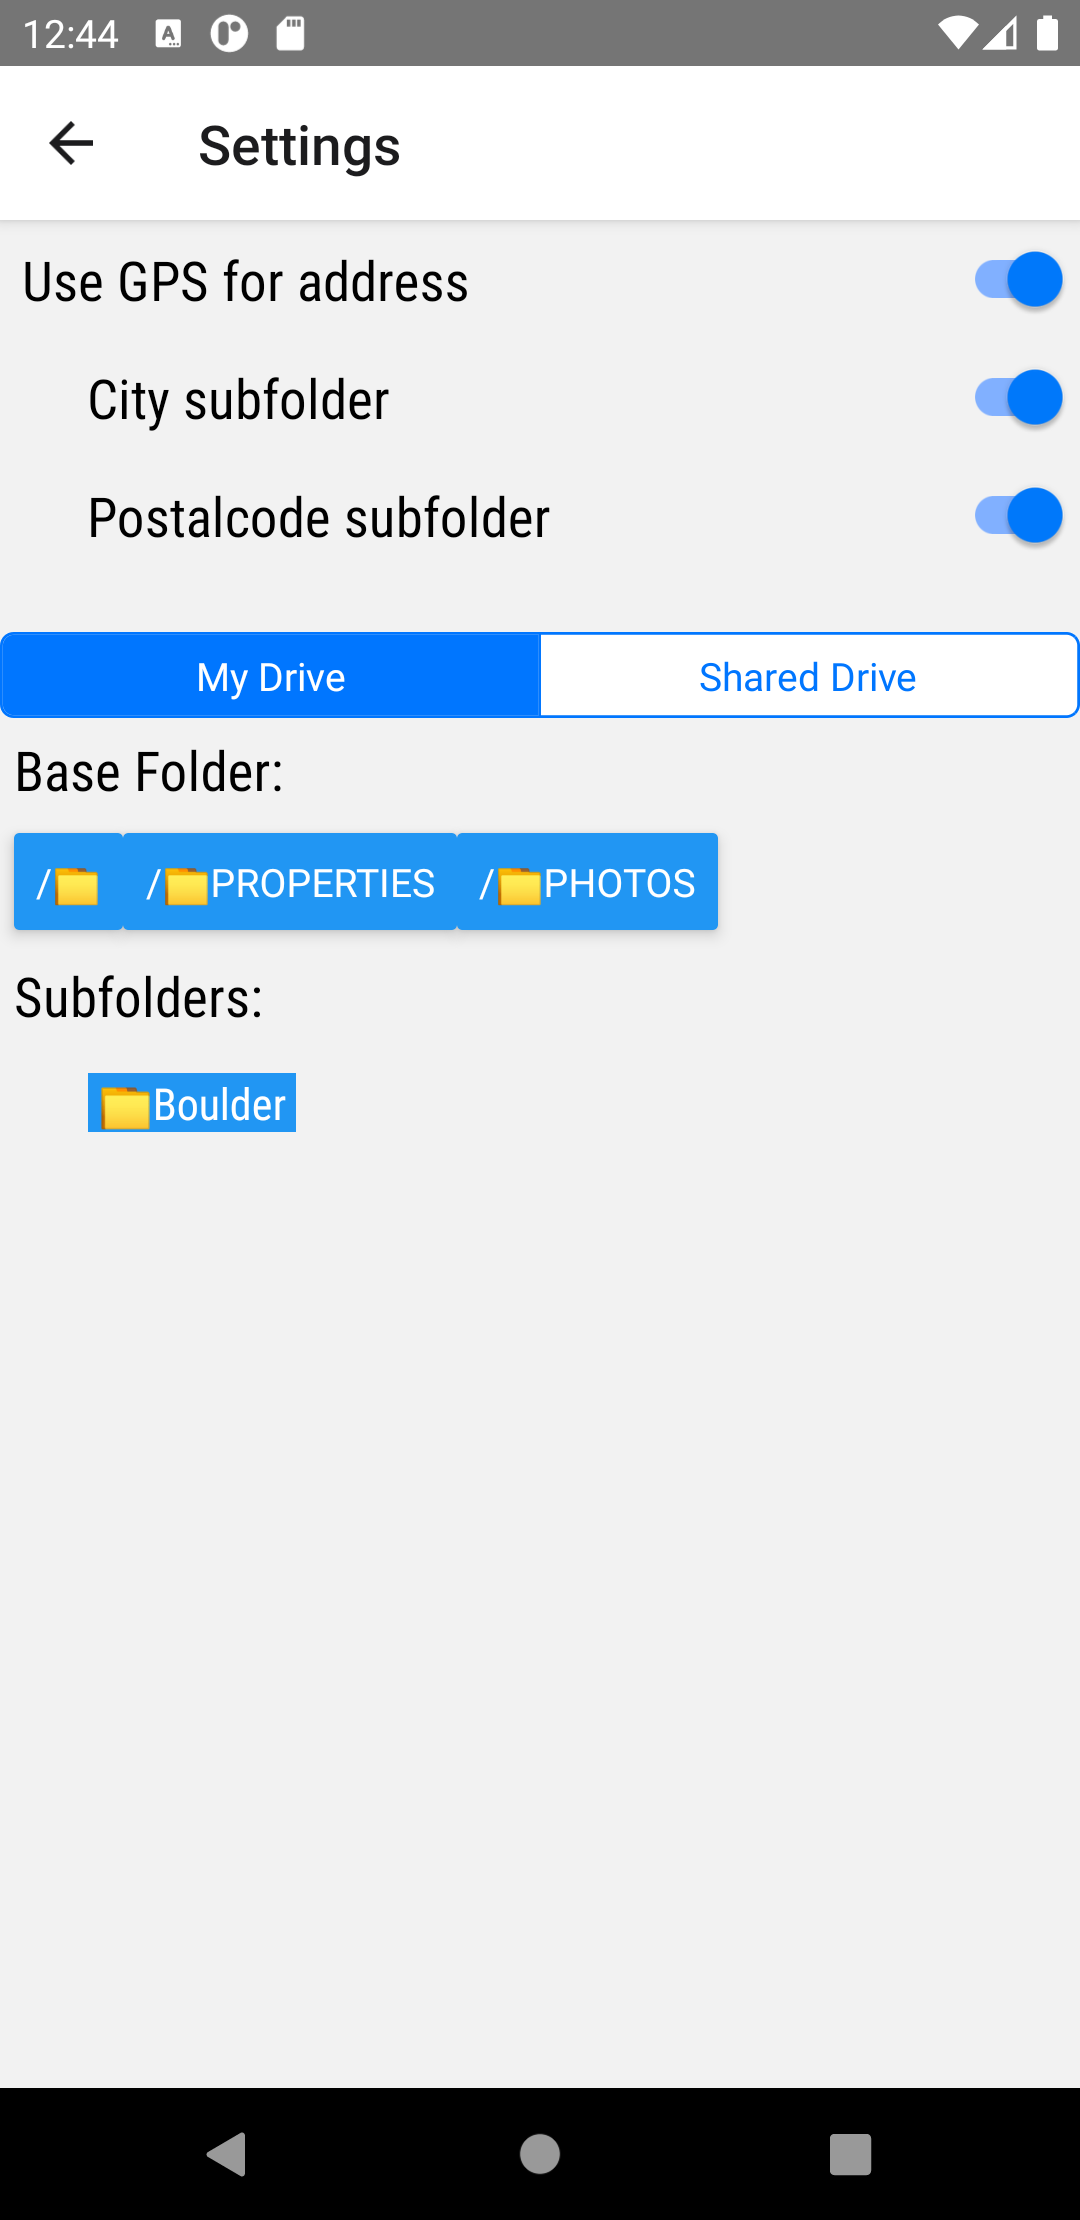 12:44
Settings
Use GPS for address
City subfolder
Postalcode subfolder
My Drive Shared Drive
Base Folder:
/📁 /📁PROPERTIES /📁PHOTOS
Subfolders:
📁Boulder